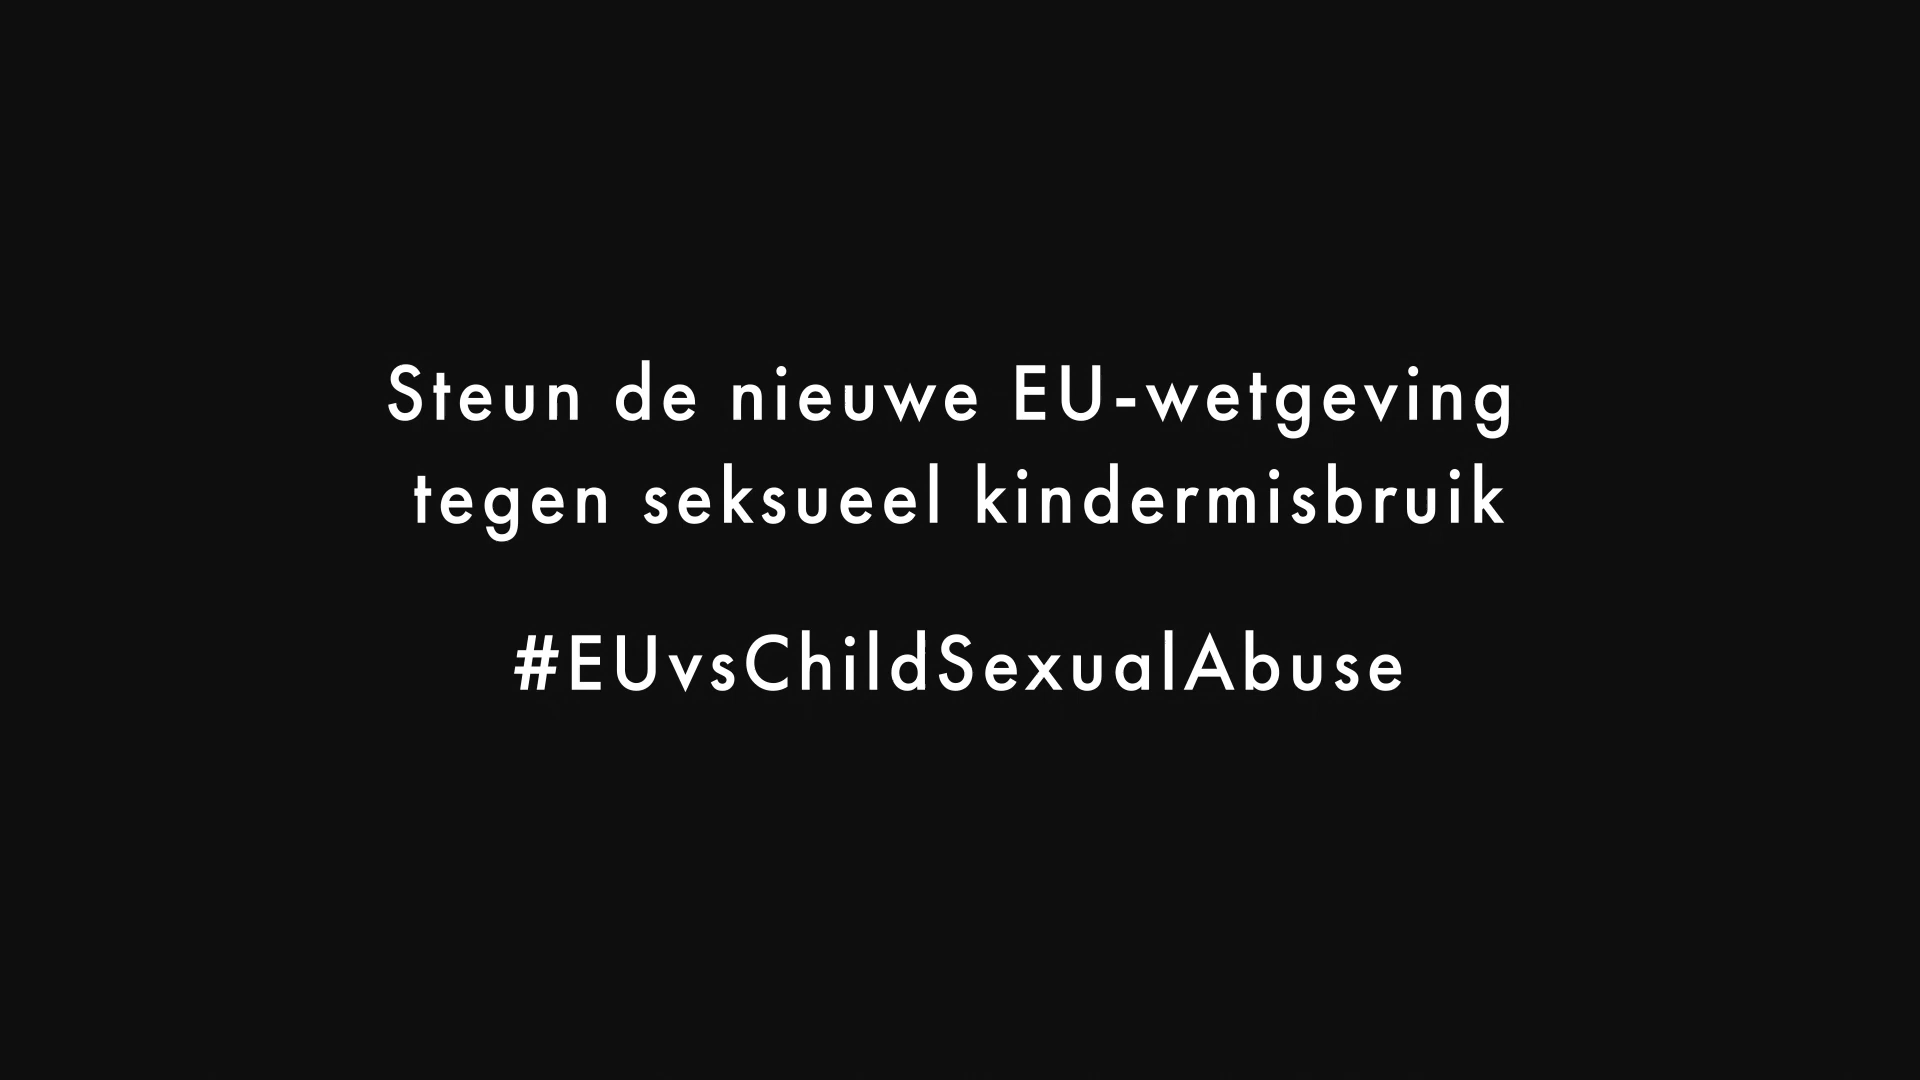 Steun de nieuwe EU-wetgeving
tegen seksueel kindermisbruik
#EUvsChildSexualAbuse